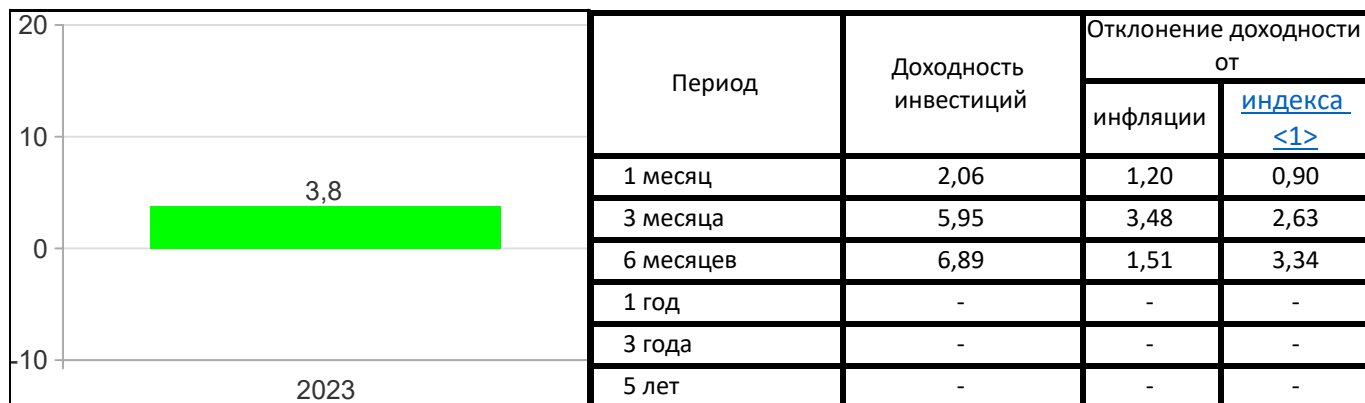 20
10
0
-10
3,8
2023
Период
Доходность
инвестиций
Отклонение доходности
от
инфляции
индекса
<1>
1 месяц 2,06 1,20 0,90
3 месяца 5,95 3,48 2,63
6 месяцев 6,89 1,51 3,34
1 год - - -
3 года - - -
5 лет - - -